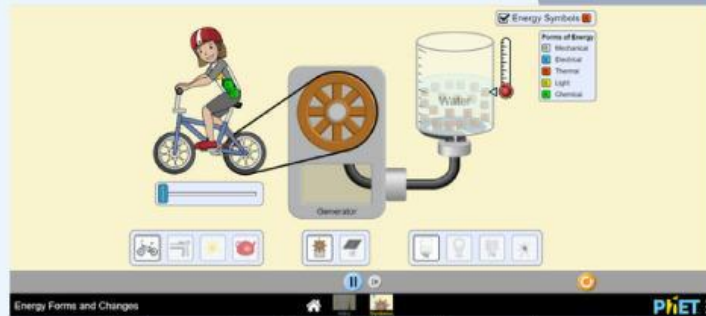 Energy Symbols
Forms of Energy
Mechanical
Electrical
Thermal
Light
Chemical
Water
Generator
Energy Forms and Changes
PhET